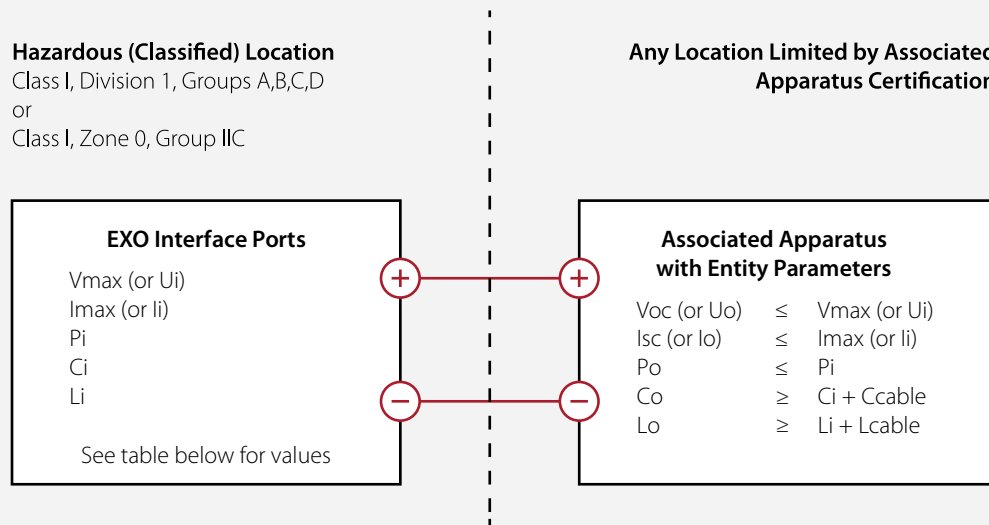 Hazardous (Classified) Location
Class I, Division 1, Groups A,B,C,D
or
Class I, Zone 0, Group IIC
Any Location Limited by Associated
Apparatus Certification
EXO Interface Ports
Vmax (or Ui)
Imax (or Ii)
Pi
Ci
Li
See table below for values
+
+
−
−
Associated Apparatus
with Entity Parameters
Voc (or Uo) ≤ Vmax (or Ui)
Isc (or Io) ≤ Imax (or Ii)
Po ≤ Pi
Co ≥ Ci + Ccable
Lo ≥ Li + Lcable